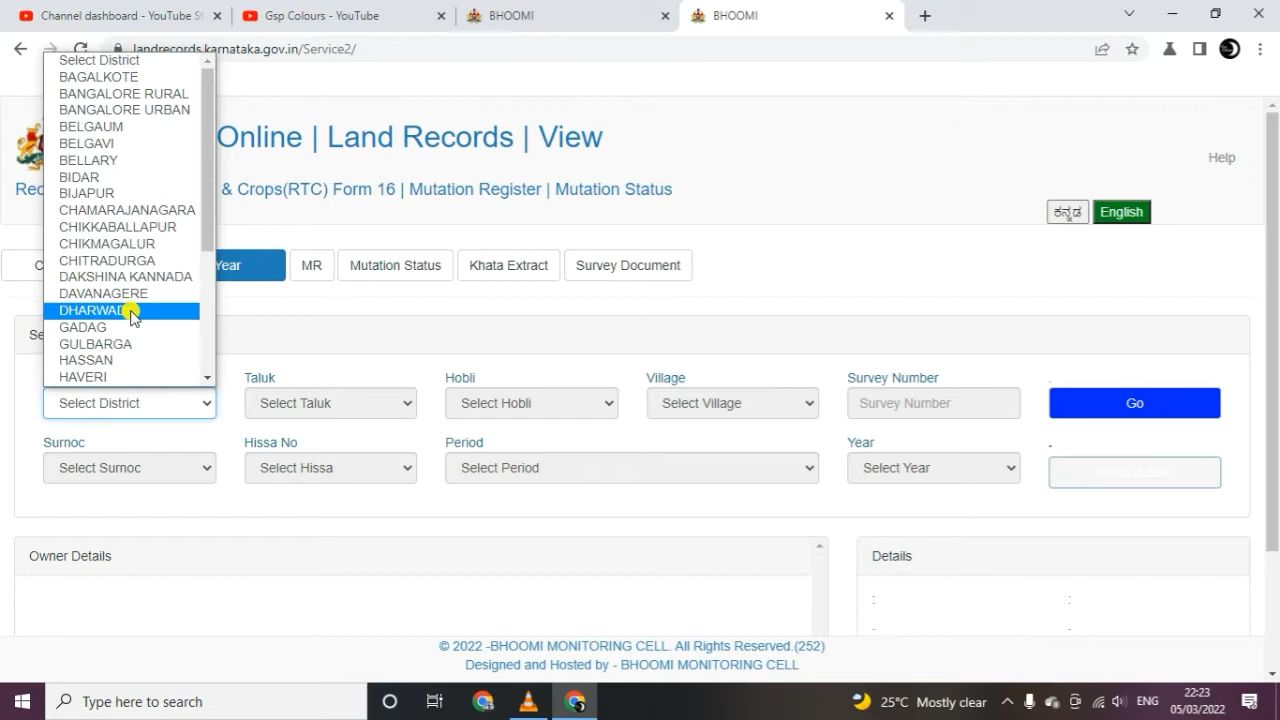 Channel dashboard - YouTube St
Gsp Colours - YouTube
BHOOMI
BHOOMI
landrecords.karnataka.gov.in/Service2/
Select District
BAGALKOTE
BANGALORE RURAL
BANGALORE URBAN
BELGAUM
BELGAVI
BELLARY
BIDAR
BIJAPUR
CHAMARAJANAGARA
CHIKKABALLAPUR
CHIKMAGALUR
CHITRADURGA
DAKSHINA KANNADA
DAVANAGERE
DHARWAD
GADAG
GULBARGA
HASSAN
HAVERI
Online | Land Records | View
Help
Rec & Crops(RTC) Form 16 | Mutation Register | Mutation Status
ಕನ್ನಡ English
C Year MR Mutation Status Khata Extract Survey Document
Se
Taluk Hobli Village Survey Number .
Select District Select Taluk Select Hobli Select Village Survey Number Go
Surnoc Hissa No Period Year .
Select Surnoc Select Hissa Select Period Select Year
Owner Details Details
: :
© 2022 -BHOOMI MONITORING CELL. All Rights Reserved.(252)
Designed and Hosted by - BHOOMI MONITORING CELL
Type here to search
25°C Mostly clear
ENG
22:23
05/03/2022